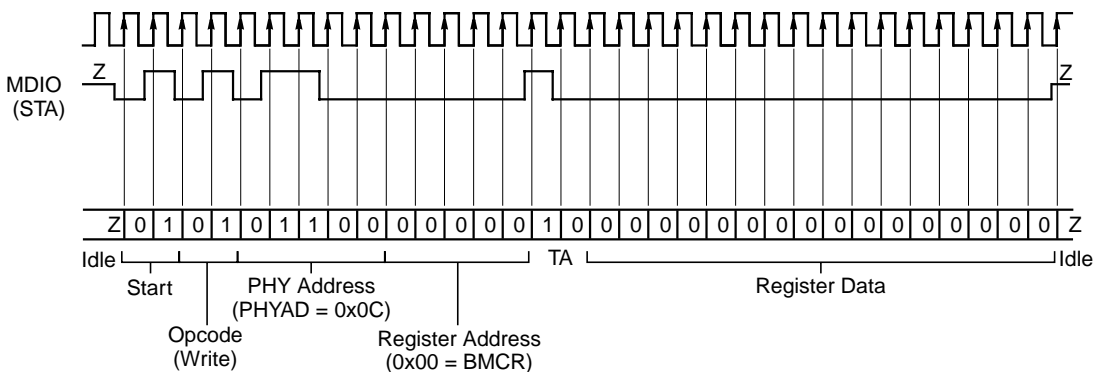 Z Z
MDIO
(STA)
Z 0 1 0 1 0 1 1 0 0 0 0 0 0 0 1 0 0 0 0 0 0 0 0 0 0 0 0 0 0 0 0 0 Z
Idle TA Idle
Start PHY Address Register Data
(PHYAD = 0x0C)
Opcode Register Address
(Write) (0x00 = BMCR)